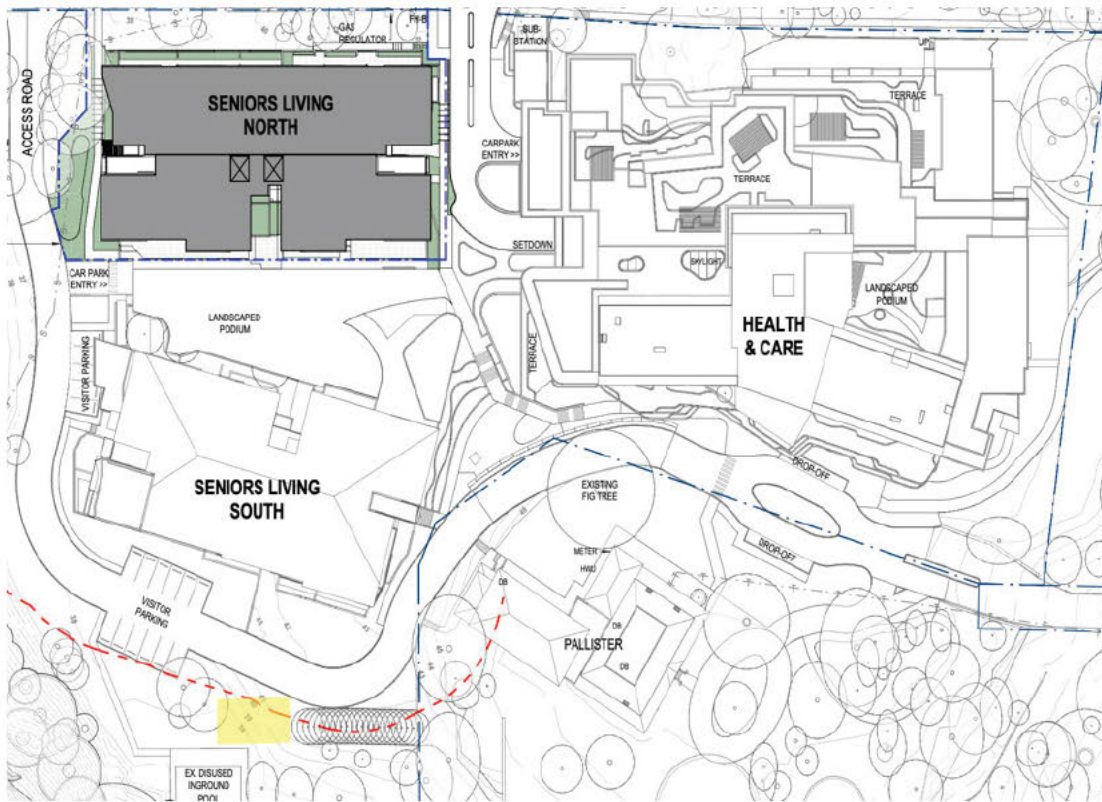 GAS
REGULATOR
SUB-
STATION
ACCESS ROAD
SENIORS LIVING
NORTH
CARPARK
ENTRY >>
TERRACE
TERRACE
SETDOWN
SKYLIGHT
CAR PARK
ENTRY >>
LANDSCAPED
PODIUM
LANDSCAPED
PODIUM
HEALTH
& CARE
VISITOR PARKING
TERRACE
SENIORS LIVING
SOUTH
EXISTING
FIG TREE
DROP-OFF
DROP-OFF
METER
HWU
DB
VISITOR
PARKING
DB
PALLISTER
DB
EX DISUSED
INGROUND
POOL